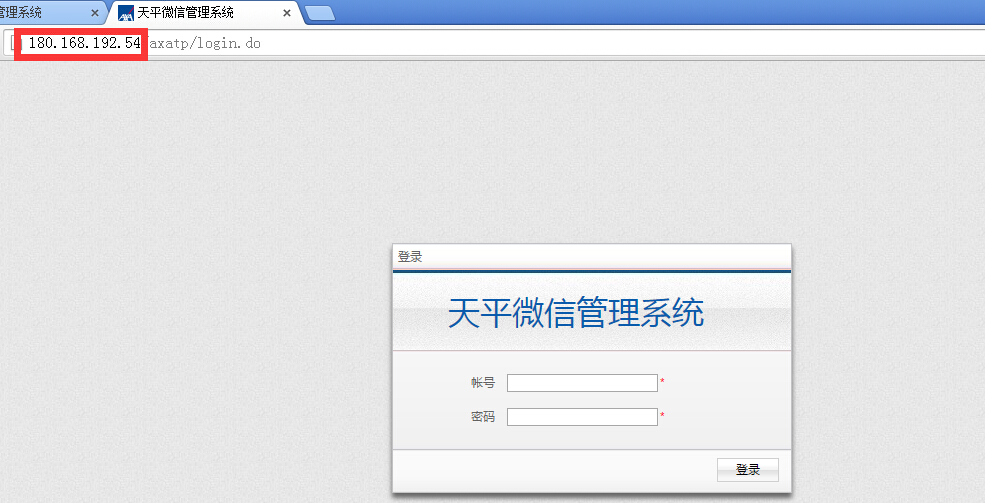 管理系统
天平微信管理系统
180.168.192.54/axatp/login.do
登录
天平微信管理系统
帐号 *
密码 *
登录